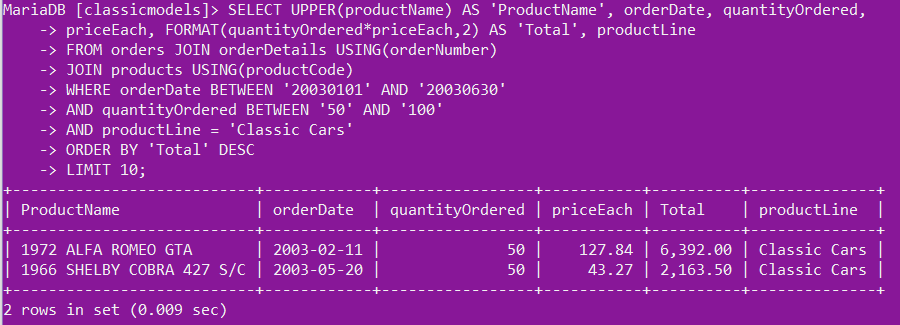 MariaDB [classicmodels]> SELECT UPPER(productName) AS 'ProductName', orderDate, quantityOrdered,
    -> priceEach, FORMAT(quantityOrdered*priceEach,2) AS 'Total', productLine
    -> FROM orders JOIN orderDetails USING(orderNumber)
    -> JOIN products USING(productCode)
    -> WHERE orderDate BETWEEN '20030101' AND '20030630'
    -> AND quantityOrdered BETWEEN '50' AND '100'
    -> AND productLine = 'Classic Cars'
    -> ORDER BY 'Total' DESC
    -> LIMIT 10;
+---------------------------+------------+-----------------+-----------+----------+--------------+
| ProductName               | orderDate  | quantityOrdered | priceEach | Total    | productLine  |
+---------------------------+------------+-----------------+-----------+----------+--------------+
| 1972 ALFA ROMEO GTA       | 2003-02-11 |              50 |    127.84 | 6,392.00 | Classic Cars |
| 1966 SHELBY COBRA 427 S/C | 2003-05-20 |              50 |     43.27 | 2,163.50 | Classic Cars |
+---------------------------+------------+-----------------+-----------+----------+--------------+
2 rows in set (0.009 sec)